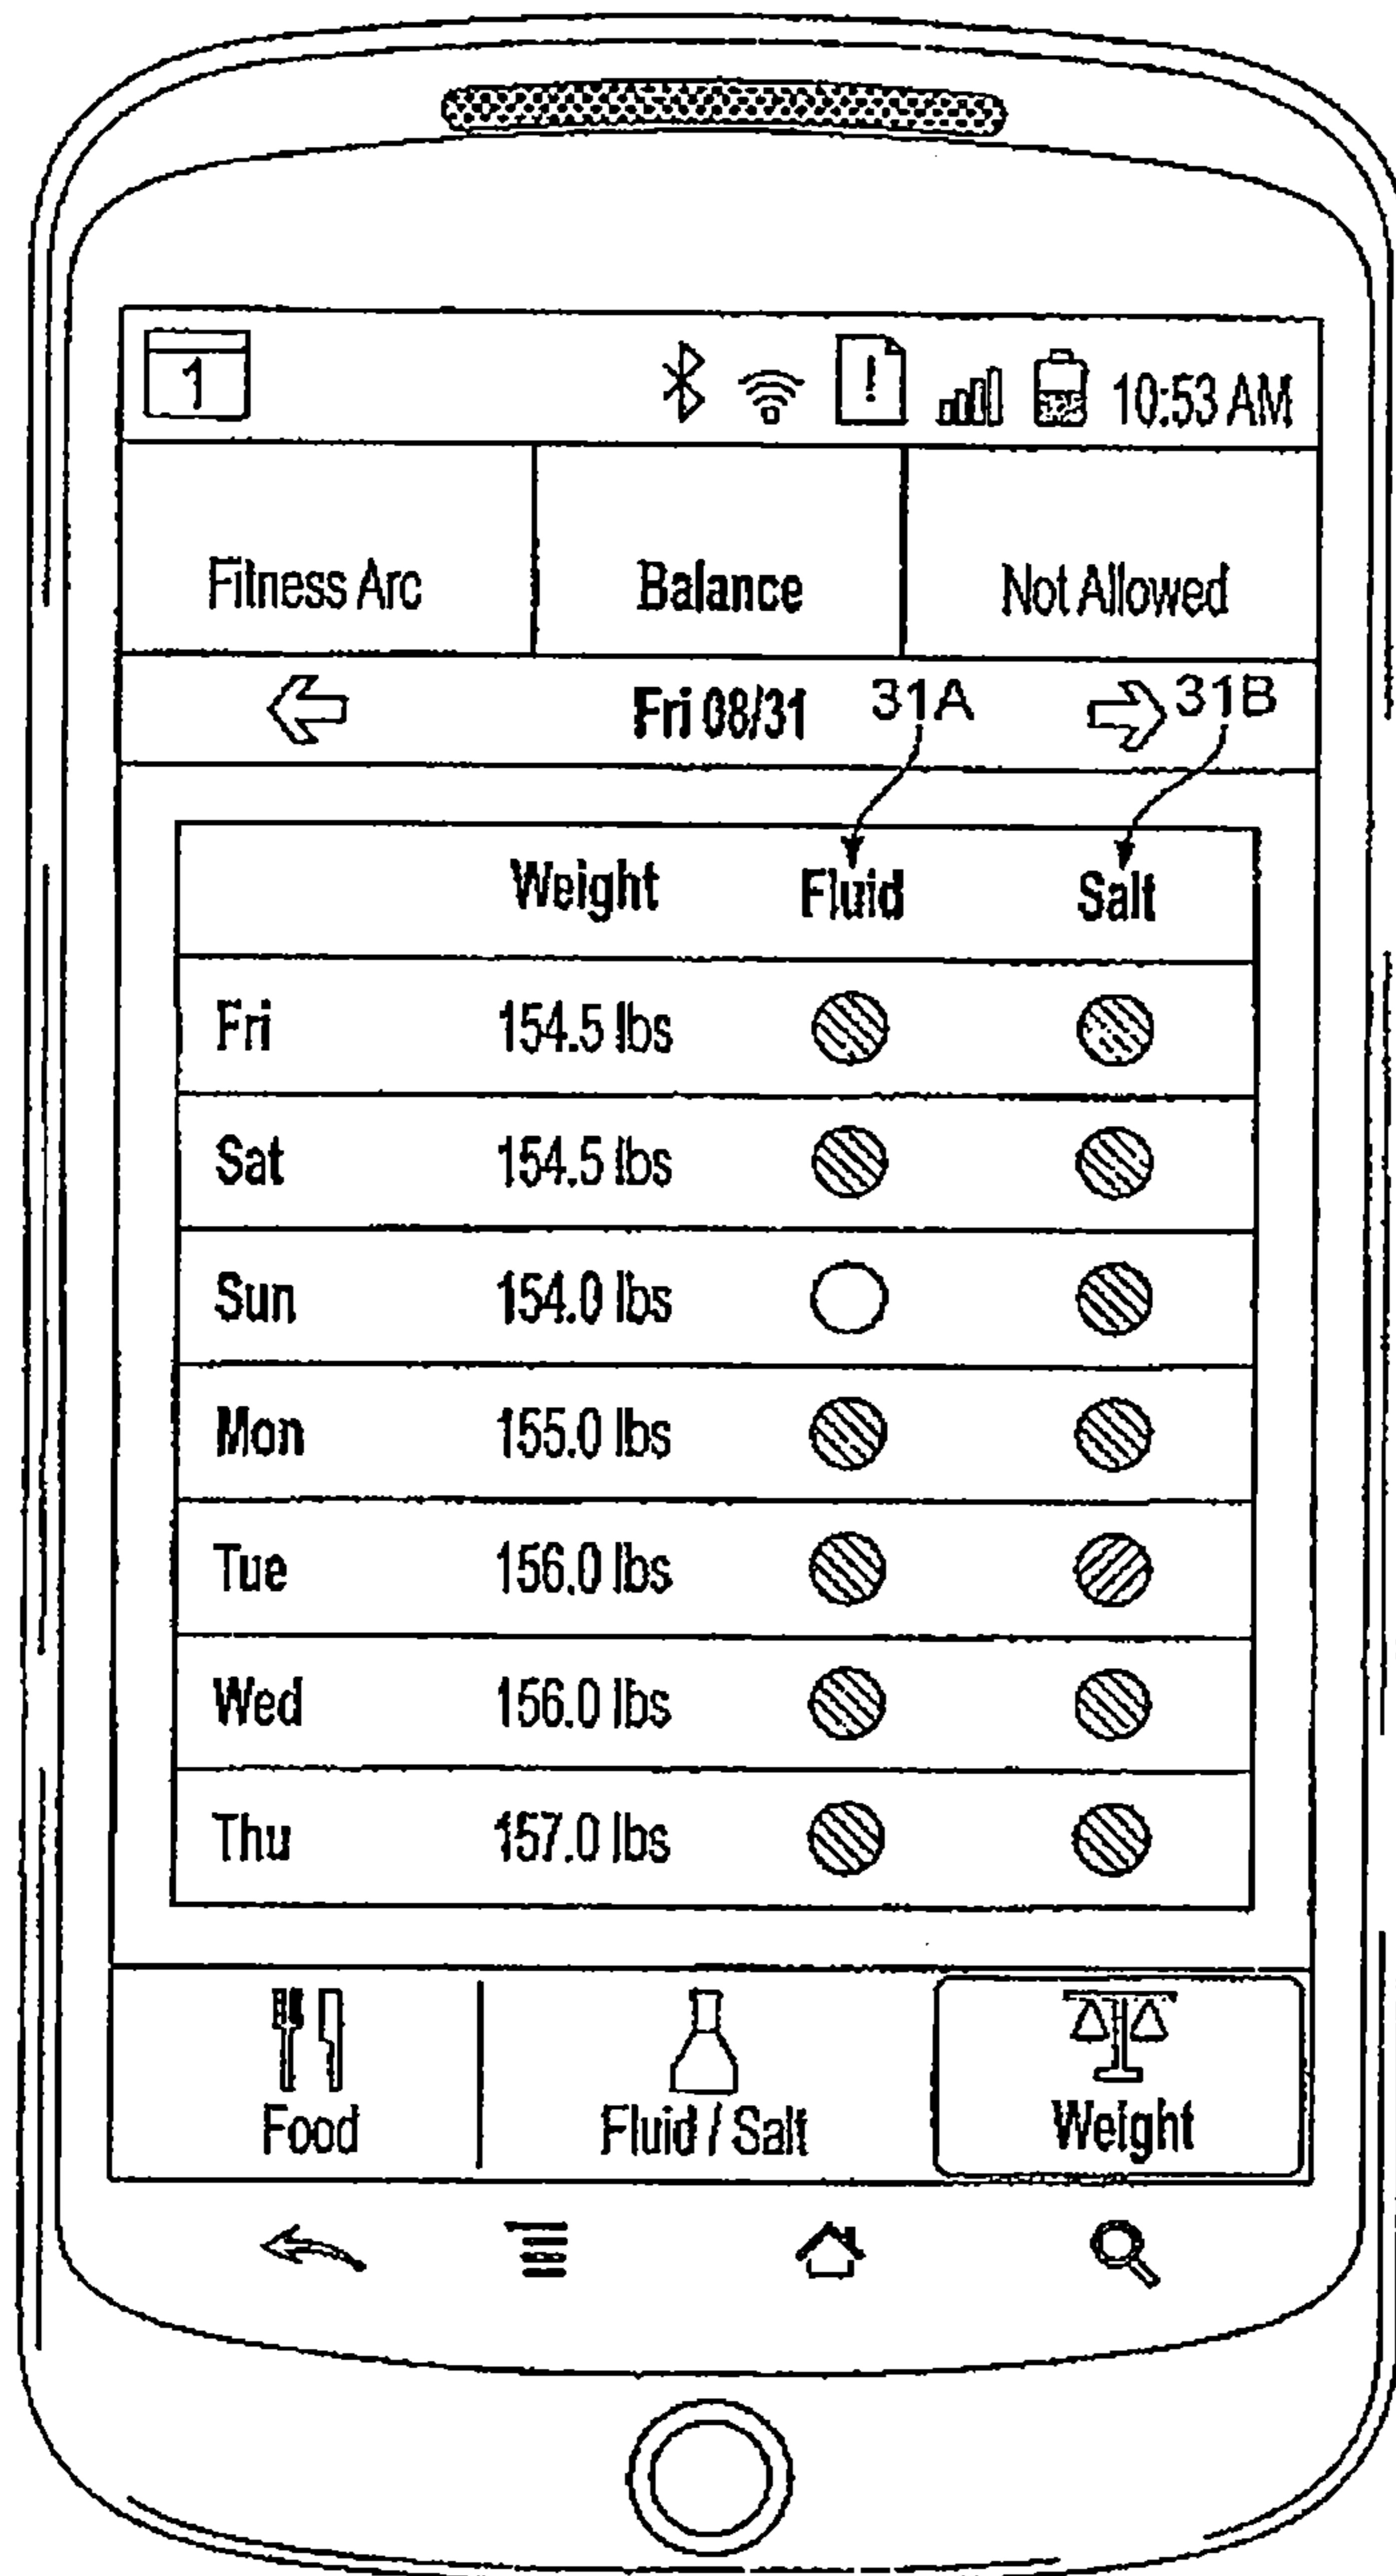 1 10:53 AM
Fitness Arc Balance Not Allowed
Fri 08/31 31A 31B
Weight Fluid Salt
Fri 154.5 lbs
Sat 154.5 lbs
Sun 154.0 lbs
Mon 155.0 lbs
Tue 156.0 lbs
Wed 156.0 lbs
Thu 157.0 lbs
Food Fluid / Salt Weight